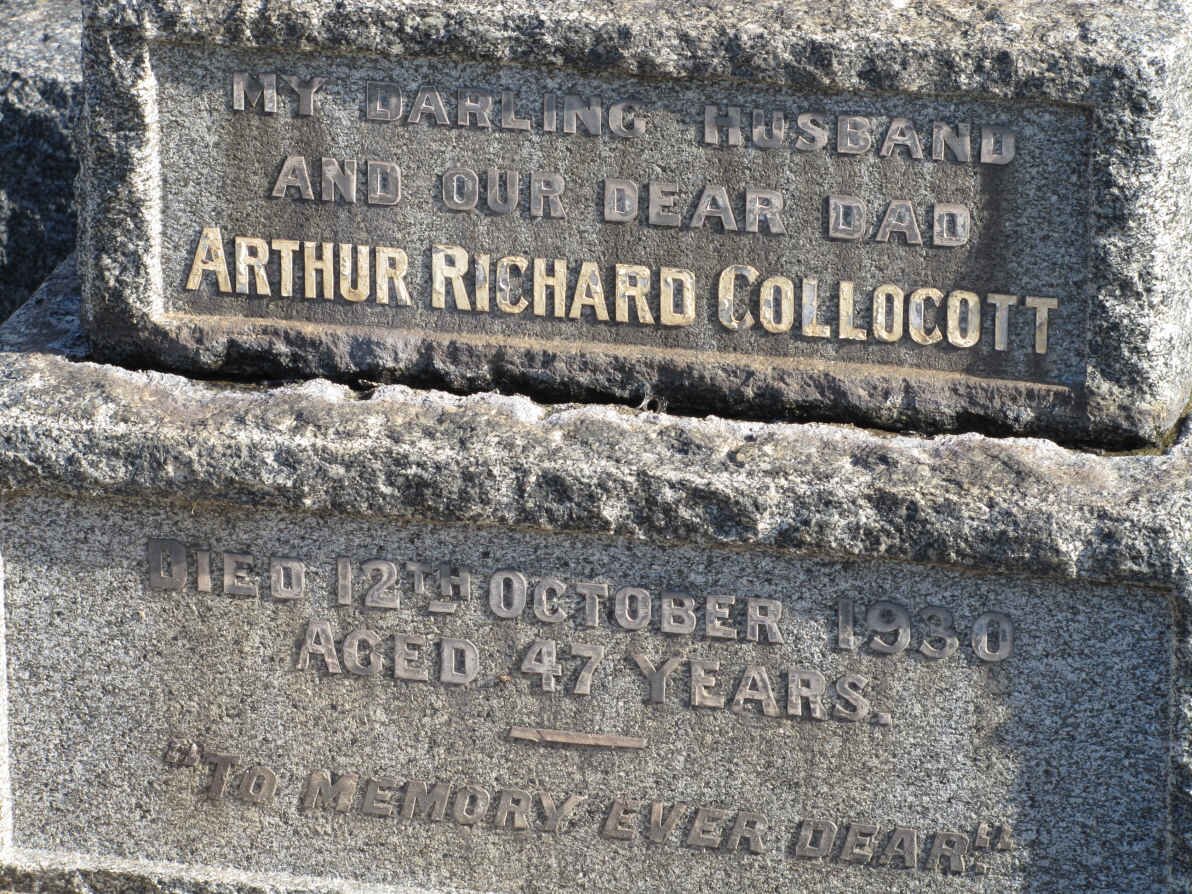 MY DARLING HUSBAND
AND OUR DEAR DAD
ARTHUR RICHARD COLLOCOTT
DIED 12TH OCTOBER 1930
AGED 47 YEARS.
"TO MEMORY EVER DEAR"